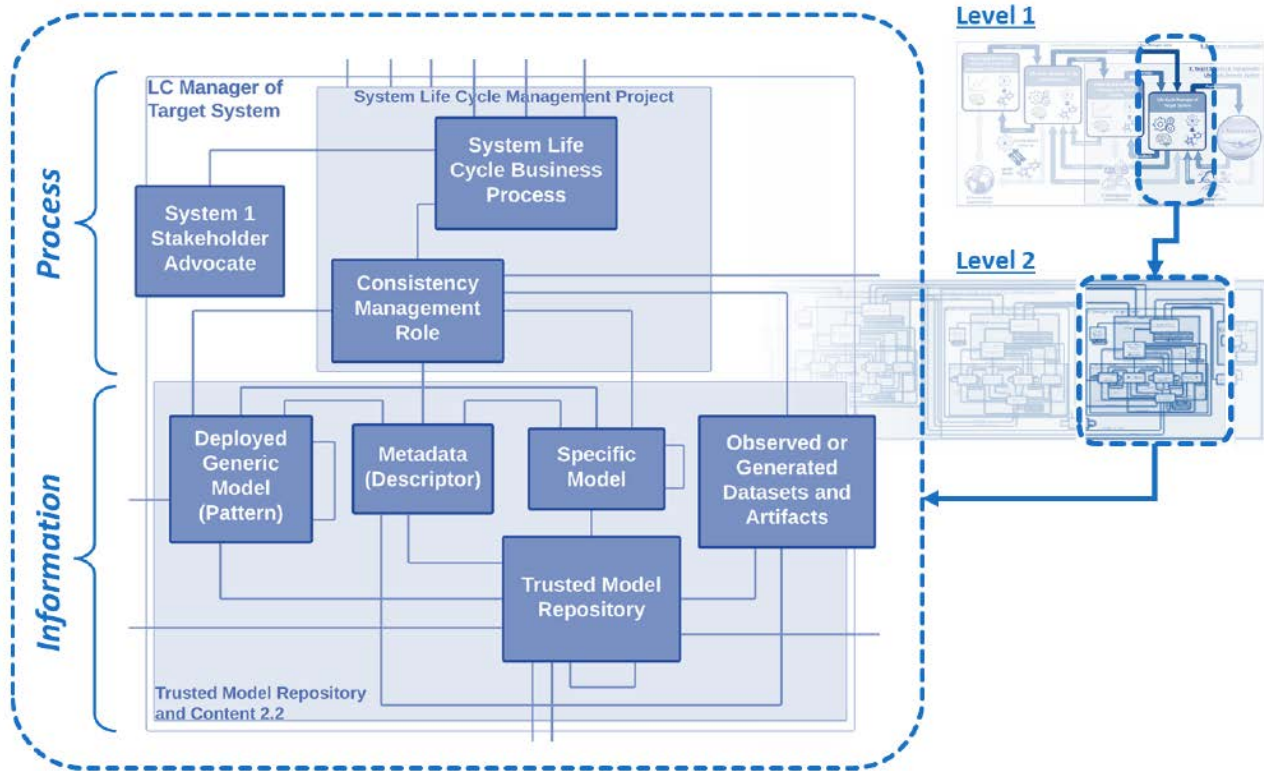 Level 1
LC Manager of
Target System
System Life Cycle Management Project
System Life
Cycle Business
Process
System 1
Stakeholder
Advocate
Process
Consistency
Management
Role
Level 2
Deployed
Generic
Model
(Pattern)
Metadata
(Descriptor)
Specific
Model
Observed or
Generated
Datasets and
Artifacts
Information
Trusted Model
Repository
Trusted Model Repository
and Content 2.2